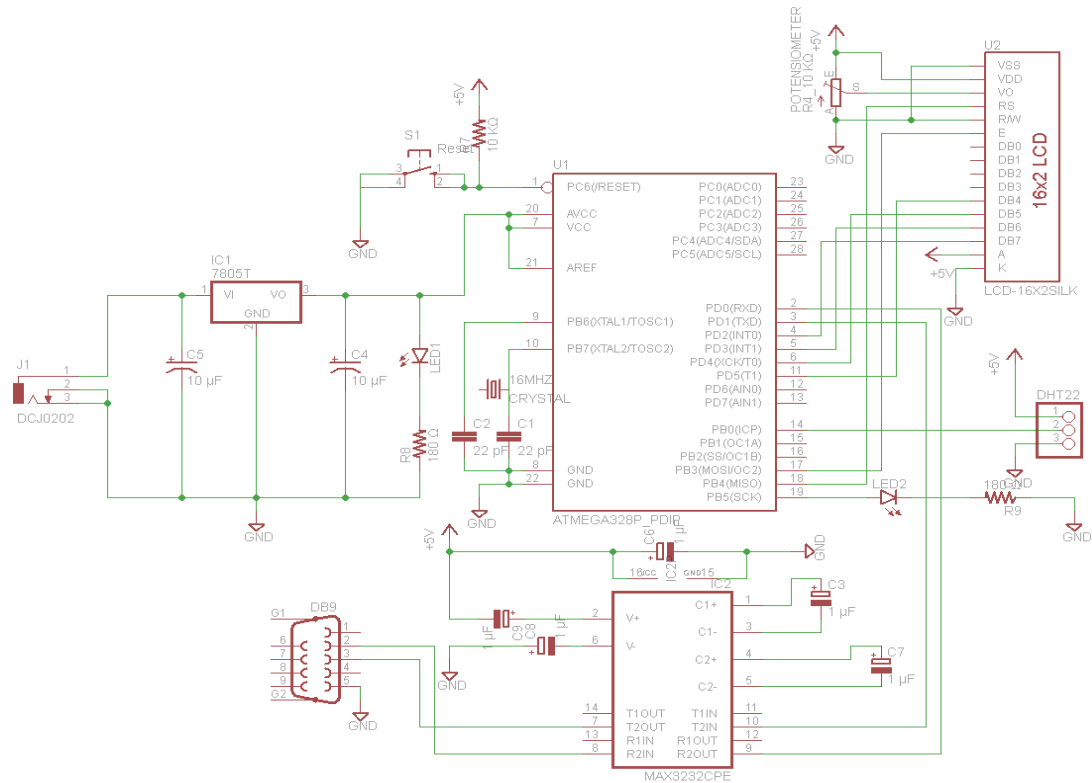 POTENSIOMETER
R4_10 KΩ
+5V
E
S
A
GND
U2
VSS
VDD
VO
RS
R/W
E
DB0
DB1
DB2
DB3
DB4
DB5
DB6
DB7
A
K
16x2 LCD
LCD-16X2SILK
+5V
GND
+5V
R7
10 KΩ
S1
Reset
3
4
1
2
GND
U1
1 PC6(/RESET)
20 AVCC
7 VCC
21 AREF
9 PB6(XTAL1/TOSC1)
10 PB7(XTAL2/TOSC2)
8 GND
22 GND
PC0(ADC0) 23
PC1(ADC1) 24
PC2(ADC2) 25
PC3(ADC3) 26
PC4(ADC4/SDA) 27
PC5(ADC5/SCL) 28
PD0(RXD) 2
PD1(TXD) 3
PD2(INT0) 4
PD3(INT1) 5
PD4(XCK/T0) 6
PD5(T1) 11
PD6(AIN0) 12
PD7(AIN1) 13
PB0(ICP) 14
PB1(OC1A) 15
PB2(SS/OC1B) 16
PB3(MOSI/OC2) 17
PB4(MISO) 18
PB5(SCK) 19
ATMEGA328P_PDIP
IC1
7805T
1 VI
VO 3
GND
2
C5
10 µF
C4
10 µF
LED1
R8
180 Ω
J1
1
2
3
DCJ0202
GND
16MHZ
CRYSTAL
C2
22 pF
C1
22 pF
GND
+5V
DHT22
1
2
3
GND
LED2
180 Ω
R9
GND
+5V
C6
1 µF
GND
16 VCC
GND 15
IC2
IC2
2 V+
6 V-
14 T1OUT
7 T2OUT
13 R1IN
8 R2IN
C1+ 1
C1- 3
C2+ 4
C2- 5
T1IN 11
T2IN 10
R1OUT 12
R2OUT 9
MAX3232CPE
C3
1 µF
C7
1 µF
1 µF
C9
C8
1 µF
GND
DB9
G1
6
7
8
9
G2
1
2
3
4
5
GND